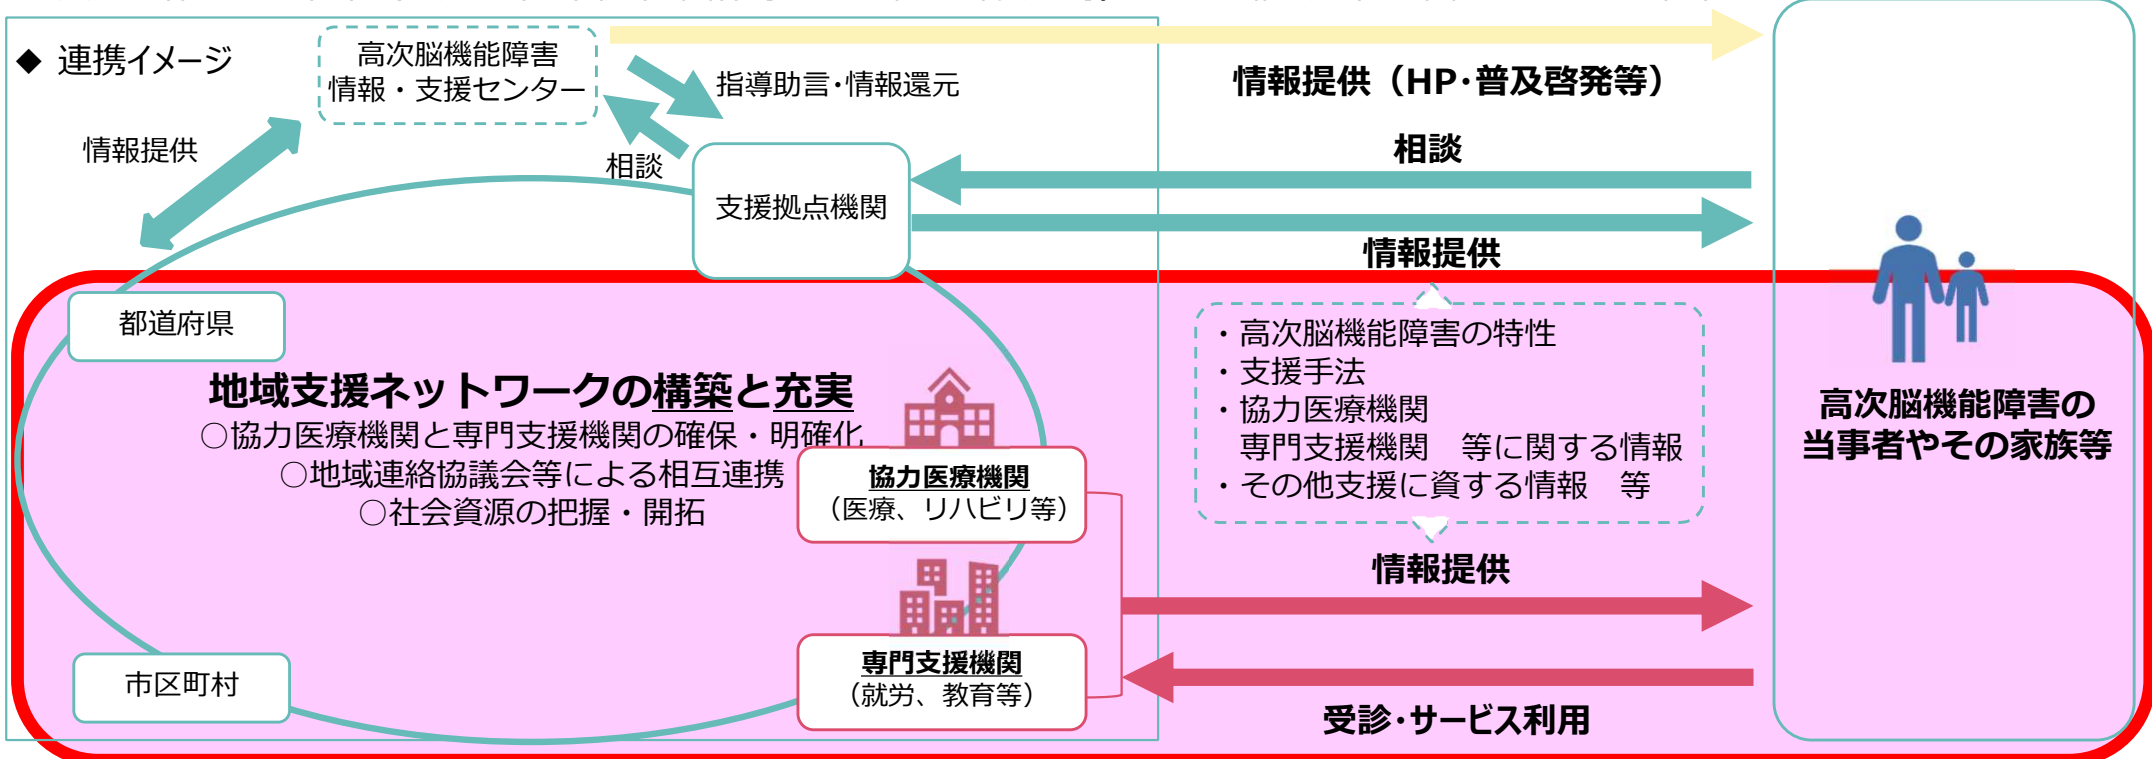 ◆ 連携イメージ
高次脳機能障害
情報・支援センター
指導助言・情報還元
情報提供
相談
支援拠点機関
情報提供（HP・普及啓発等）
相談
情報提供
都道府県
地域支援ネットワークの構築と充実
○協力医療機関と専門支援機関の確保・明確化
○地域連絡協議会等による相互連携
○社会資源の把握・開拓
協力医療機関
（医療、リハビリ等）
専門支援機関
（就労、教育等）
市区町村
・高次脳機能障害の特性
・支援手法
・協力医療機関
専門支援機関　等に関する情報
・その他支援に資する情報　等
情報提供
受診・サービス利用
高次脳機能障害の
当事者やその家族等